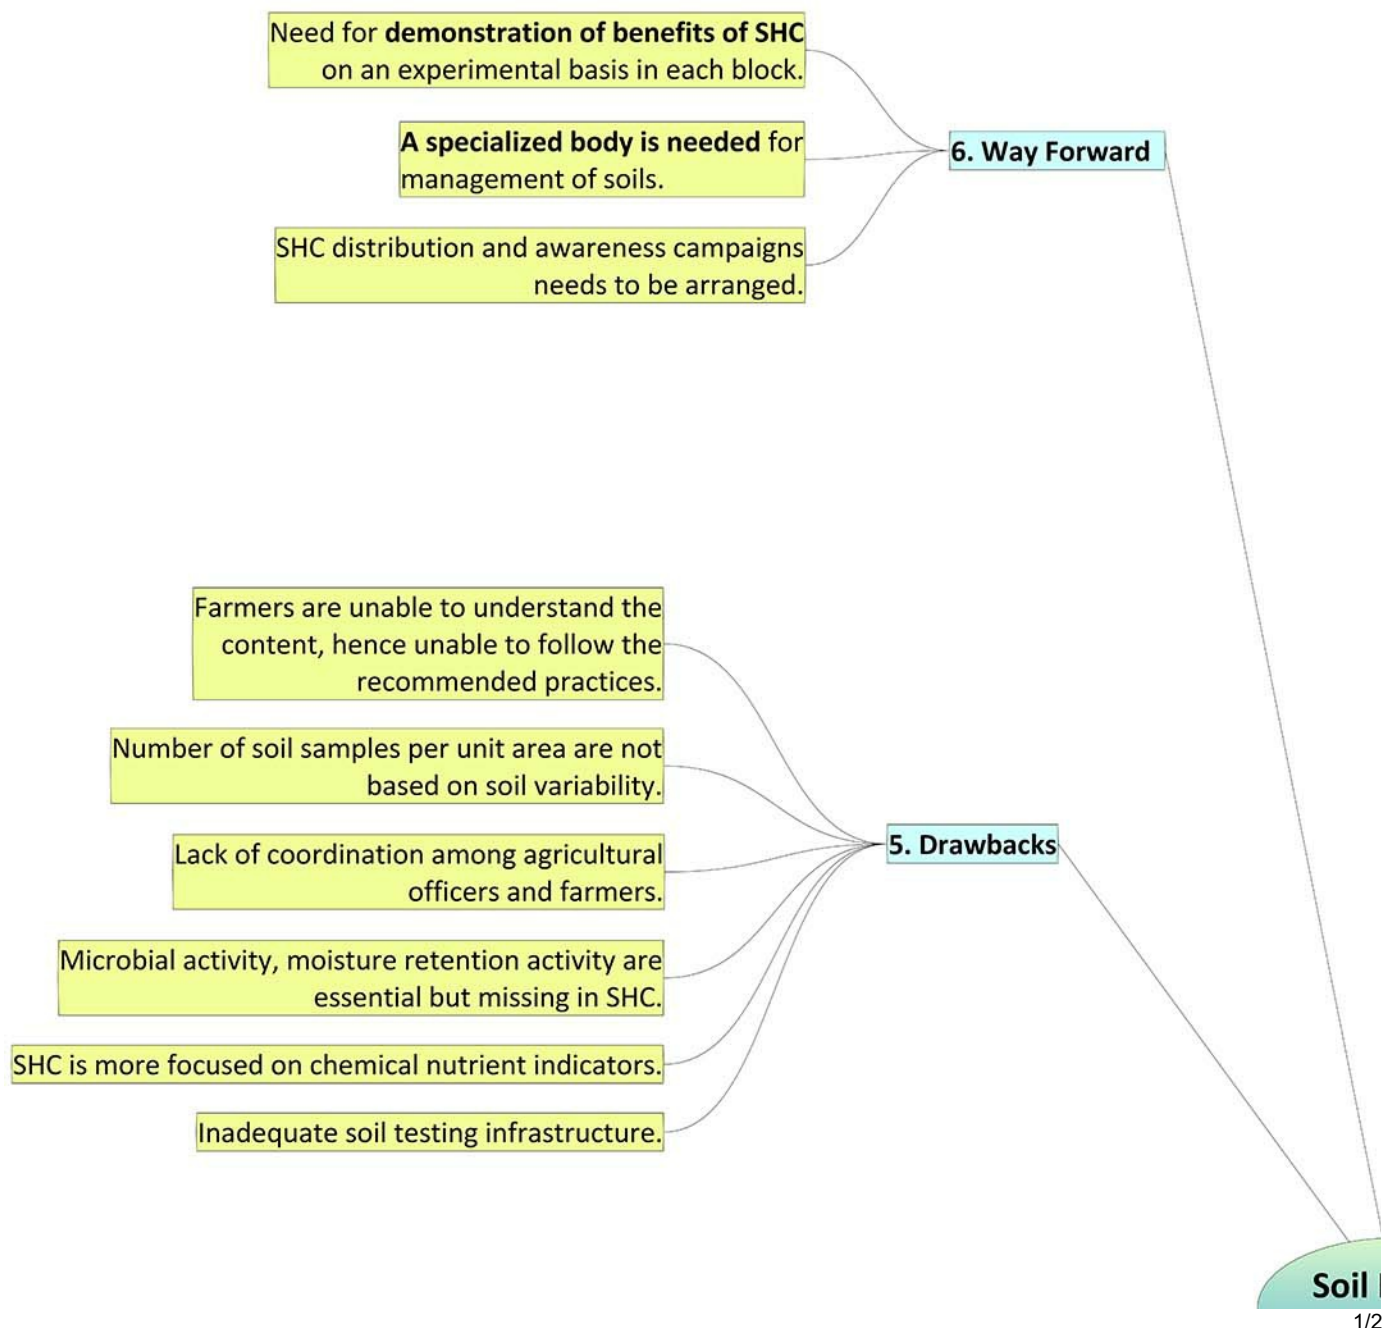 Need for demonstration of benefits of SHC
on an experimental basis in each block.
A specialized body is needed for
management of soils.
SHC distribution and awareness campaigns
needs to be arranged.
6. Way Forward
Farmers are unable to understand the
content, hence unable to follow the
recommended practices.
Number of soil samples per unit area are not
based on soil variability.
Lack of coordination among agricultural
officers and farmers.
Microbial activity, moisture retention activity are
essential but missing in SHC.
SHC is more focused on chemical nutrient indicators.
Inadequate soil testing infrastructure.
5. Drawbacks
Soil
1/2